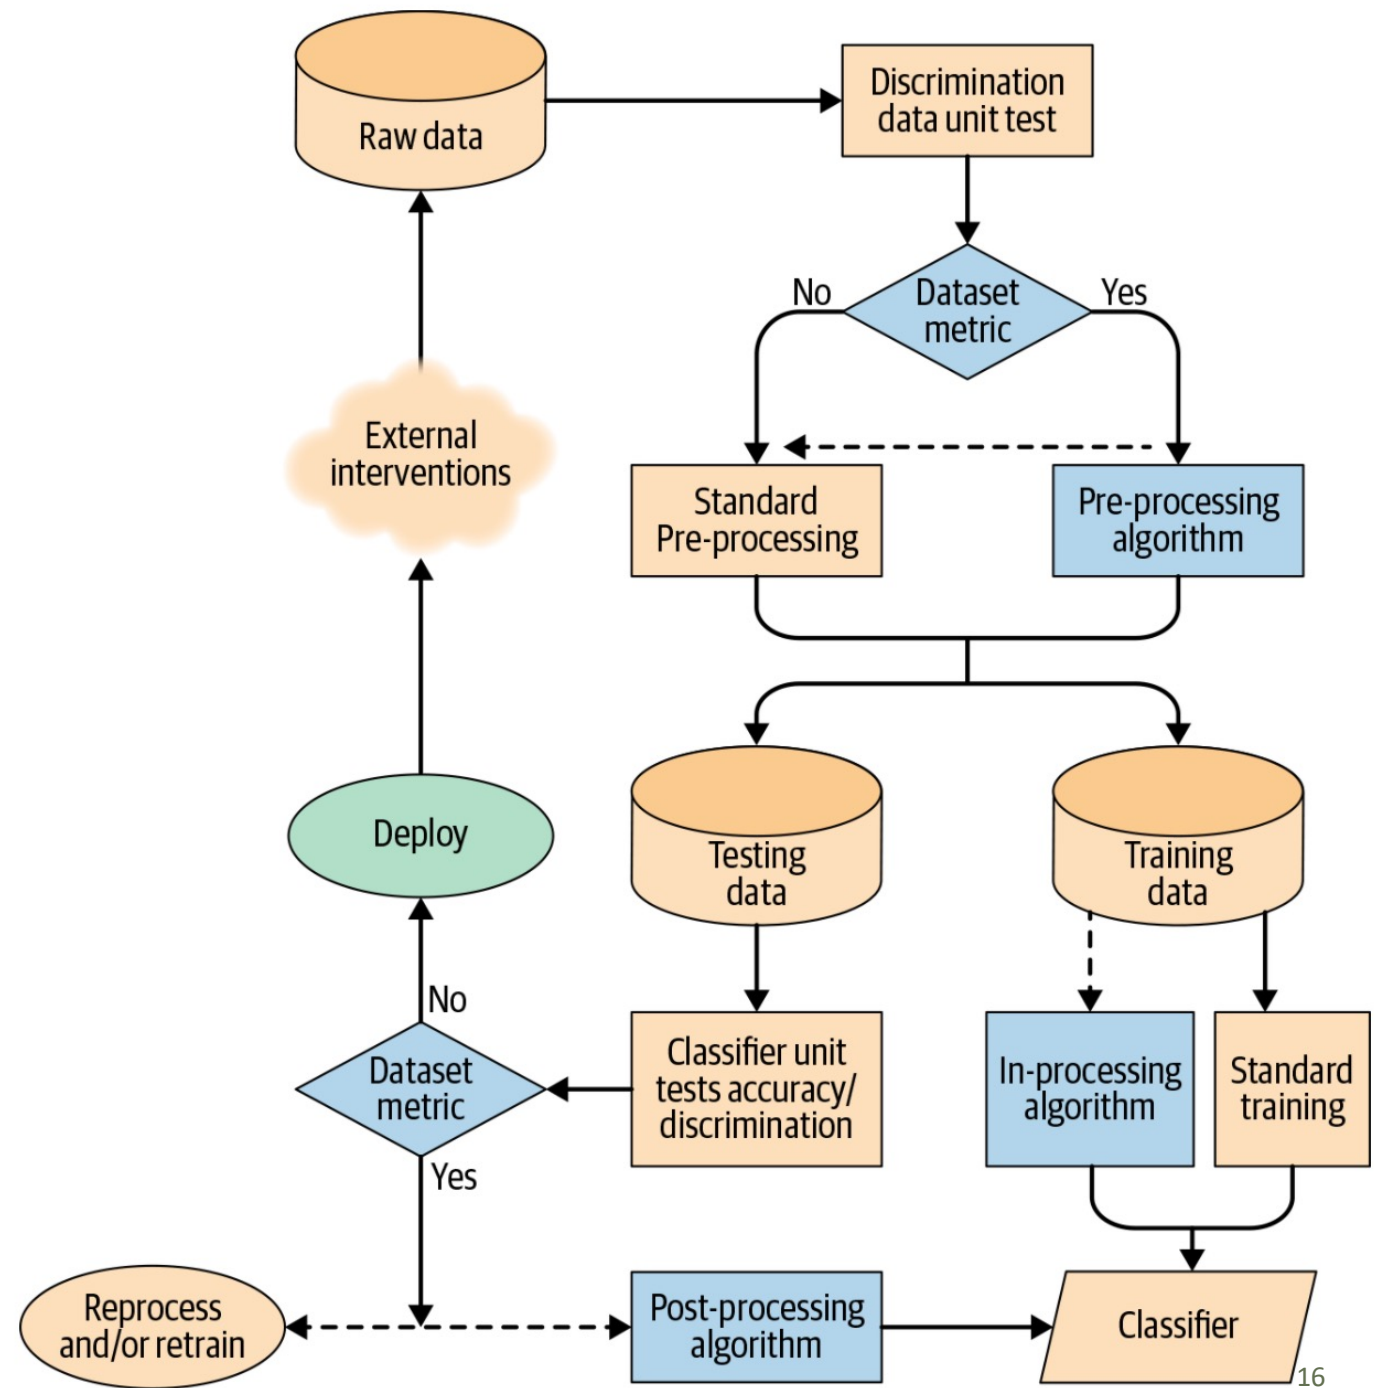 Raw data
Discrimination
data unit test
No
Dataset
metric
Yes
External
interventions
Standard
Pre-processing
Pre-processing
algorithm
Deploy
Testing
data
Training
data
No
Dataset
metric
Yes
Classifier unit
tests accuracy/
discrimination
In-processing
algorithm
Standard
training
Reprocess
and/or retrain
Post-processing
algorithm
Classifier
16